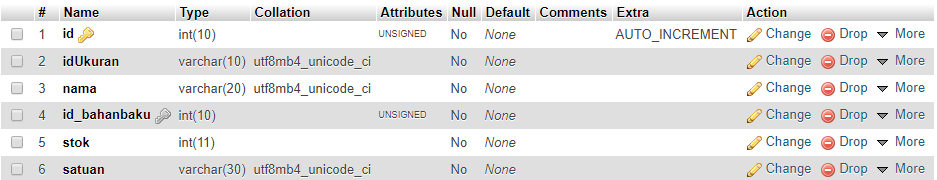 # Name Type Collation Attributes Null Default Comments Extra Action
1 id int(10) UNSIGNED No None AUTO_INCREMENT Change Drop More
2 idUkuran varchar(10) utf8mb4_unicode_ci No None Change Drop More
3 nama varchar(20) utf8mb4_unicode_ci No None Change Drop More
4 id_bahanbaku int(10) UNSIGNED No None Change Drop More
5 stok int(11) No None Change Drop More
6 satuan varchar(30) utf8mb4_unicode_ci No None Change Drop More